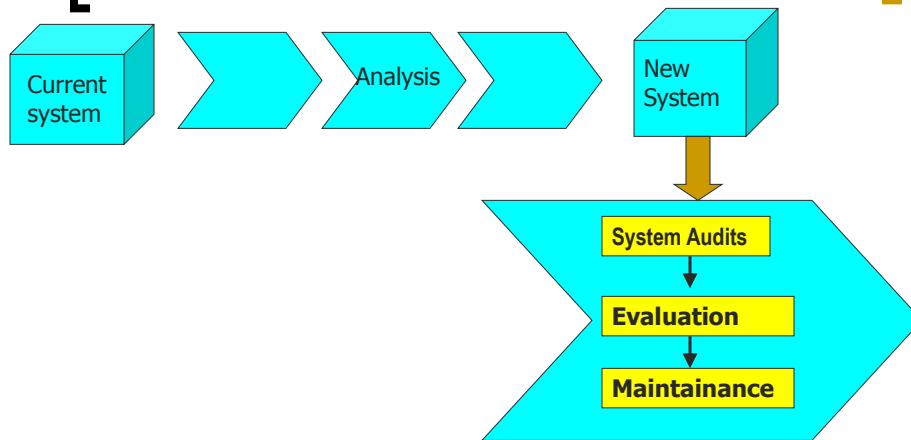 Current
system
Analysis
New
System
System Audits
Evaluation
Maintainance